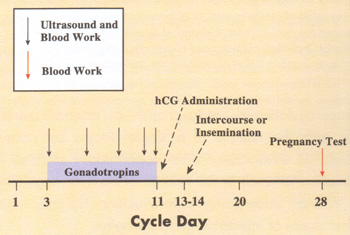 Ultrasound and
Blood Work
Blood Work
hCG Administration
Intercourse or
Insemination
Pregnancy Test
Gonadotropins
1 3 11 13-14 20 28
Cycle Day